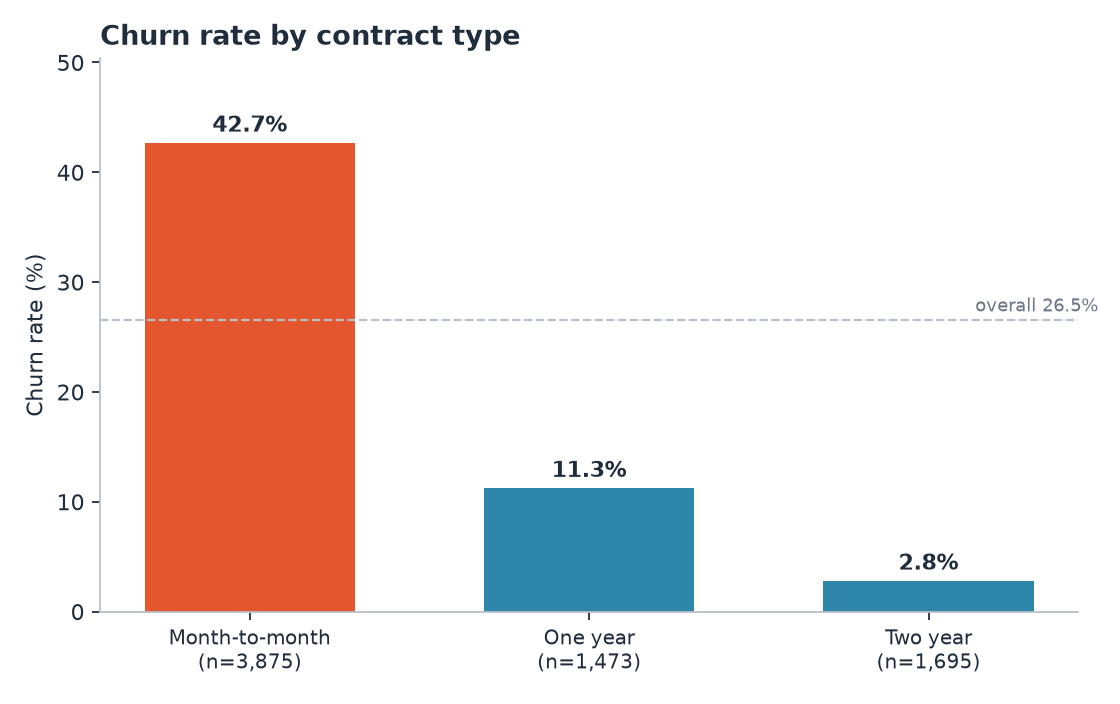 Churn rate by contract type
Churn rate (%)
50
40
30
20
10
0
42.7%
11.3%
2.8%
overall 26.5%
Month-to-month
(n=3,875)
One year
(n=1,473)
Two year
(n=1,695)